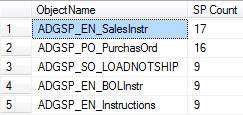 ObjectName SP Count
1 ADGSP_EN_SalesInstr 17
2 ADGSP_PO_PurchasOrd 16
3 ADGSP_SO_LOADNOTSHIP 9
4 ADGSP_EN_BOLInstr 9
5 ADGSP_EN_Instructions 9